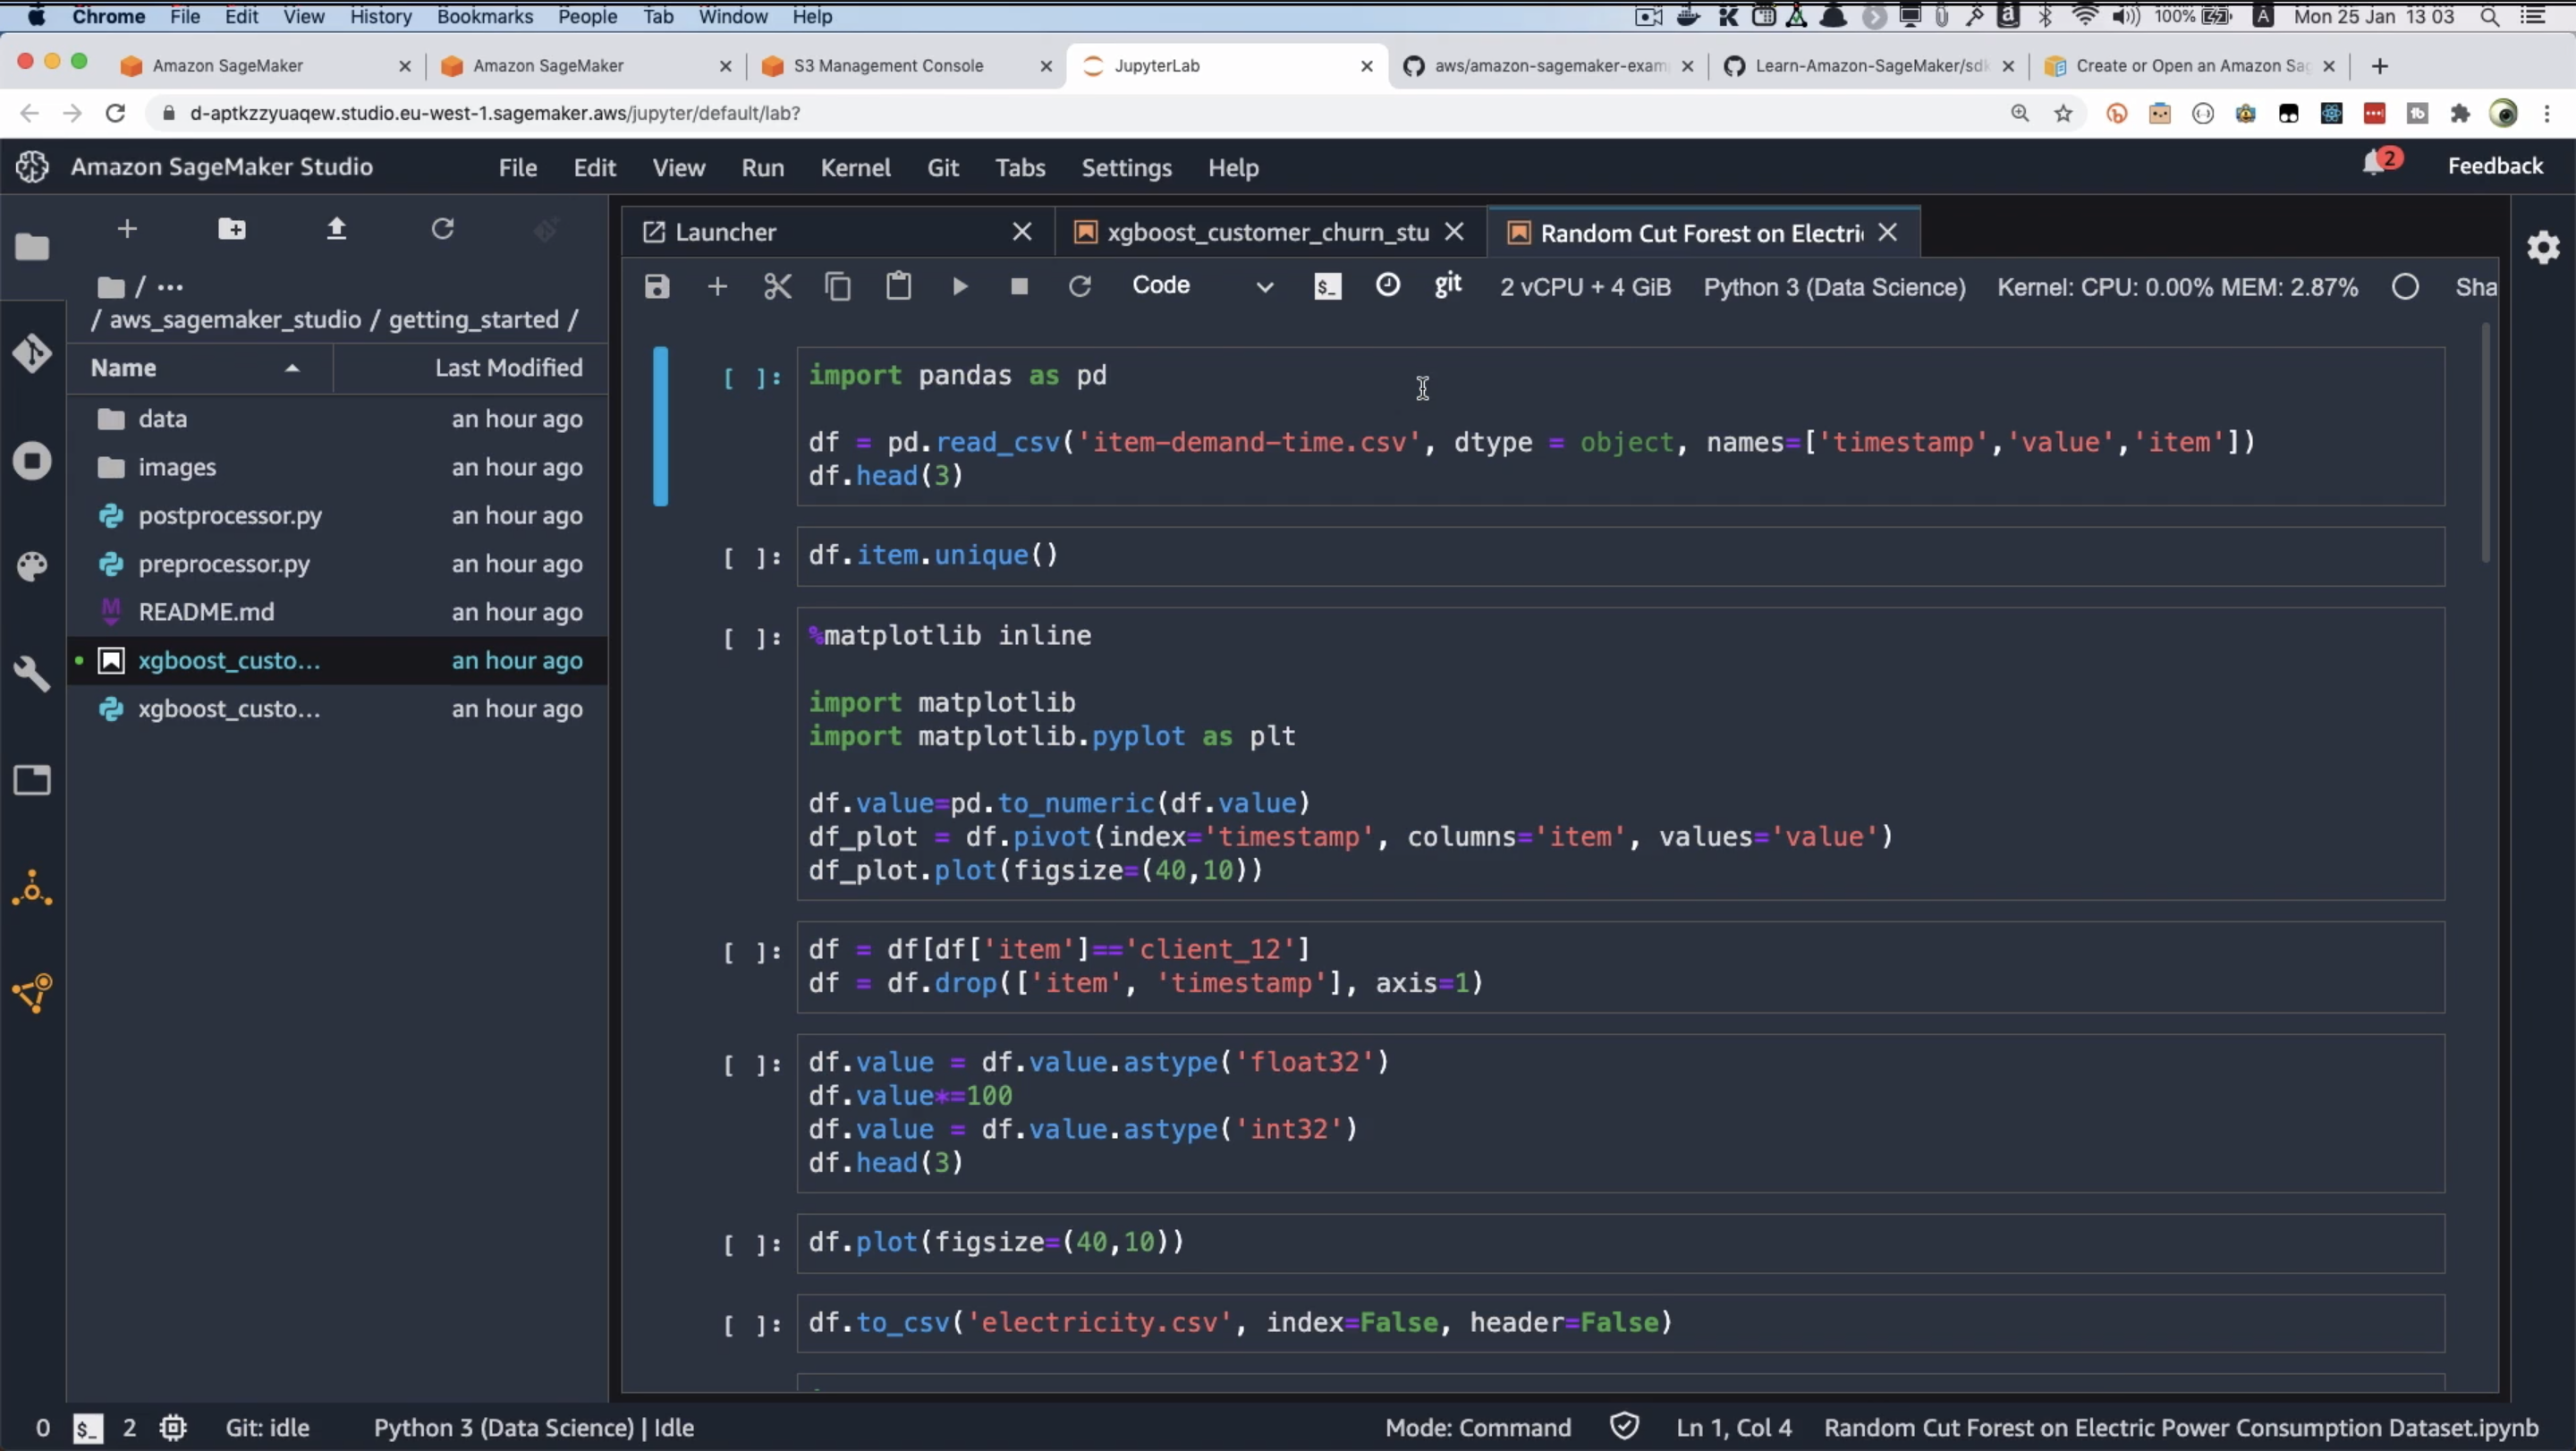 Chrome File Edit View History Bookmarks People Tab Window Help 100% Mon 25 Jan 13 03
Amazon SageMaker Amazon SageMaker S3 Management Console JupyterLab aws/amazon-sagemaker-exam Learn-Amazon-SageMaker/sdk Create or Open an Amazon Sag
d-aptkzzyuaqew.studio.eu-west-1.sagemaker.aws/jupyter/default/lab?
Amazon SageMaker Studio File Edit View Run Kernel Git Tabs Settings Help 2 Feedback
Launcher xgboost_customer_churn_stu Random Cut Forest on Electri
Code git 2 vCPU + 4 GiB Python 3 (Data Science) Kernel: CPU: 0.00% MEM: 2.87% Sha
/ ...
/ aws_sagemaker_studio / getting_started /
Name Last Modified
data an hour ago
images an hour ago
postprocessor.py an hour ago
preprocessor.py an hour ago
README.md an hour ago
xgboost_custo... an hour ago
xgboost_custo... an hour ago
[ ]: import pandas as pd
df = pd.read_csv('item-demand-time.csv', dtype = object, names=['timestamp','value','item'])
df.head(3)
[ ]: df.item.unique()
[ ]: %matplotlib inline
import matplotlib
import matplotlib.pyplot as plt
df.value=pd.to_numeric(df.value)
df_plot = df.pivot(index='timestamp', columns='item', values='value')
df_plot.plot(figsize=(40,10))
[ ]: df = df[df['item']=='client_12']
df = df.drop(['item', 'timestamp'], axis=1)
[ ]: df.value = df.value.astype('float32')
df.value*=100
df.value = df.value.astype('int32')
df.head(3)
[ ]: df.plot(figsize=(40,10))
[ ]: df.to_csv('electricity.csv', index=False, header=False)
0 $_ 2 Git: idle Python 3 (Data Science) | Idle Mode: Command Ln 1, Col 4 Random Cut Forest on Electric Power Consumption Dataset.ipynb